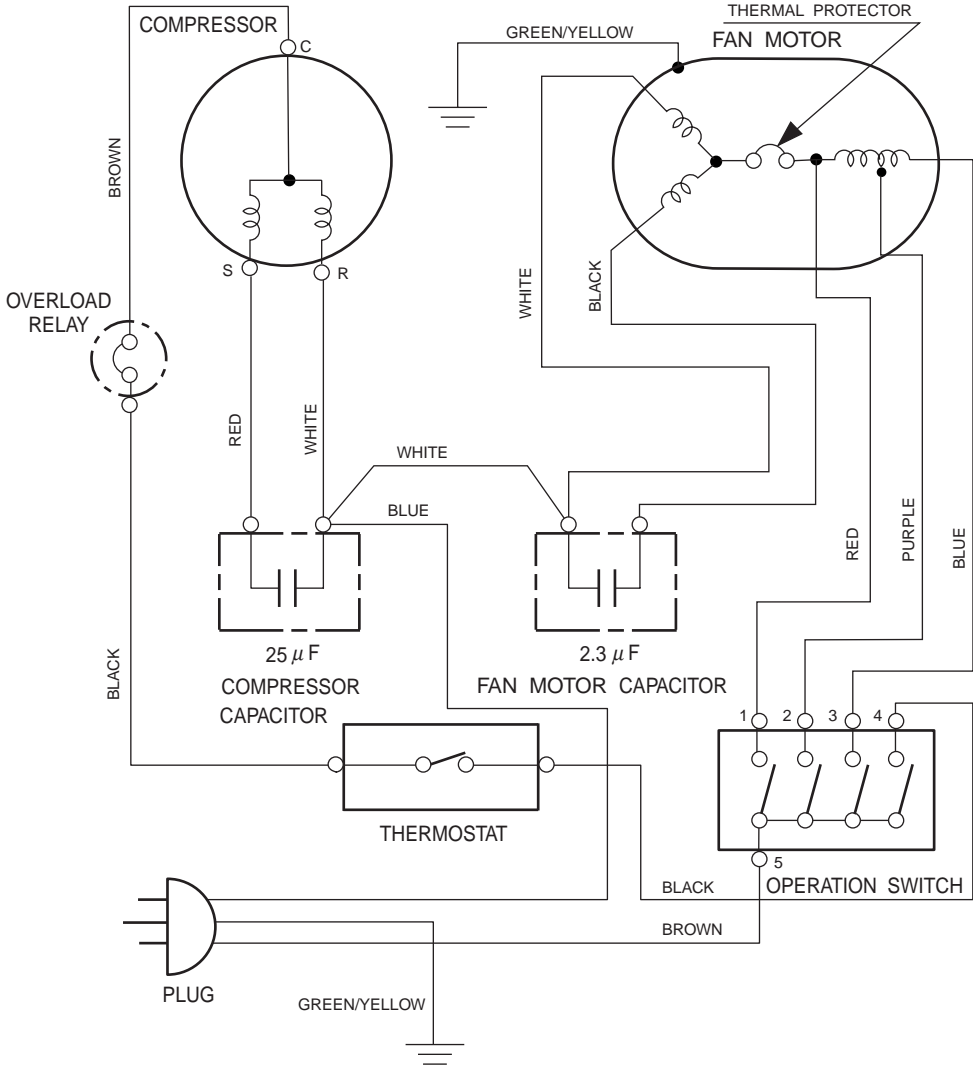 THERMAL PROTECTOR
COMPRESSOR
C
GREEN/YELLOW
FAN MOTOR
BROWN
S
R
WHITE
BLACK
OVERLOAD
RELAY
RED
WHITE
WHITE
BLUE
RED
PURPLE
BLUE
25 μF
2.3 μF
COMPRESSOR
CAPACITOR
FAN MOTOR CAPACITOR
BLACK
1 2 3 4
THERMOSTAT
5
OPERATION SWITCH
BLACK
BROWN
PLUG
GREEN/YELLOW